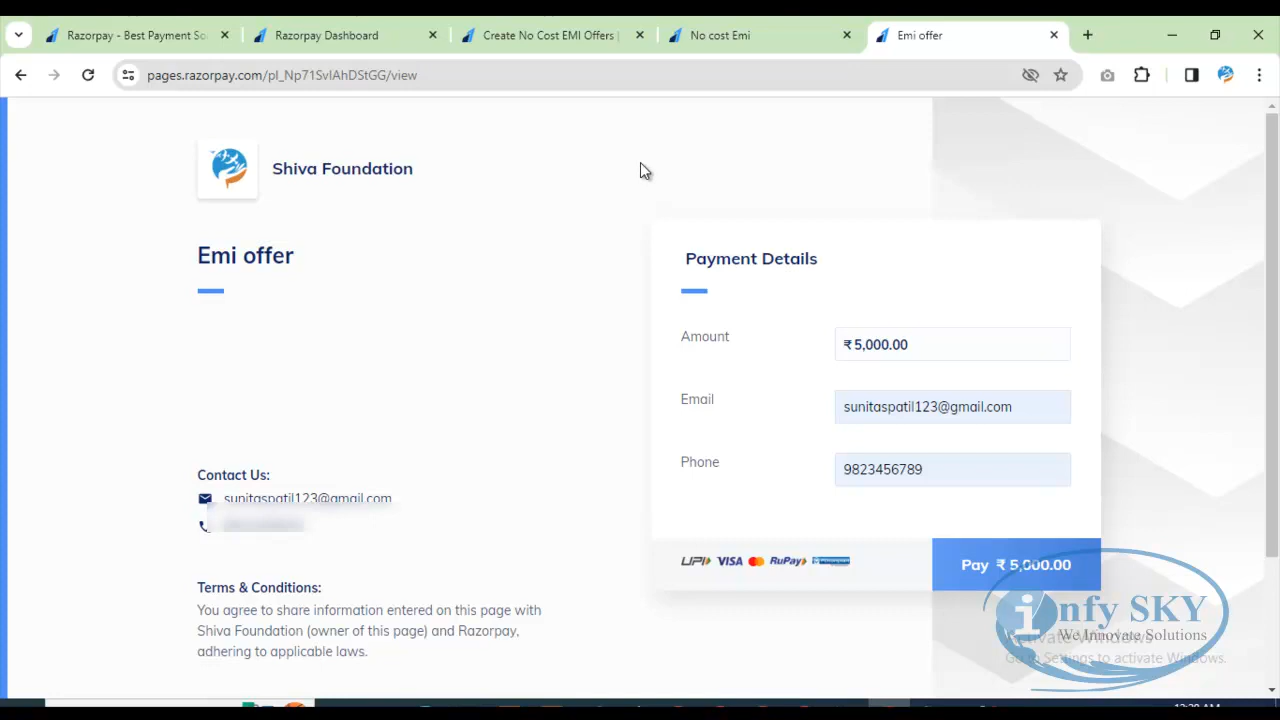 Razorpay - Best Payment So
Razorpay Dashboard
Create No Cost EMI Offers |
No cost Emi
Emi offer
pages.razorpay.com/pl_Np71SvlAhDStGG/view
Shiva Foundation
Emi offer
Payment Details
Amount
₹ 5,000.00
Email
sunitaspatil123@gmail.com
Phone
9823456789
Contact Us:
sunitaspatil123@gmail.com
UPI VISA RuPay
Pay ₹ 5,000.00
Terms & Conditions:
You agree to share information entered on this page with
Shiva Foundation (owner of this page) and Razorpay,
adhering to applicable laws.
infy SKY
We Innovate Solutions
Activate Windows
Go to Settings to activate Windows.